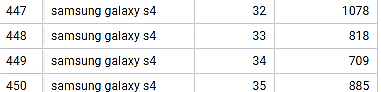 447 samsung galaxy s4 32 1078
448 samsung galaxy s4 33 818
449 samsung galaxy s4 34 709
450 samsung galaxy s4 35 885